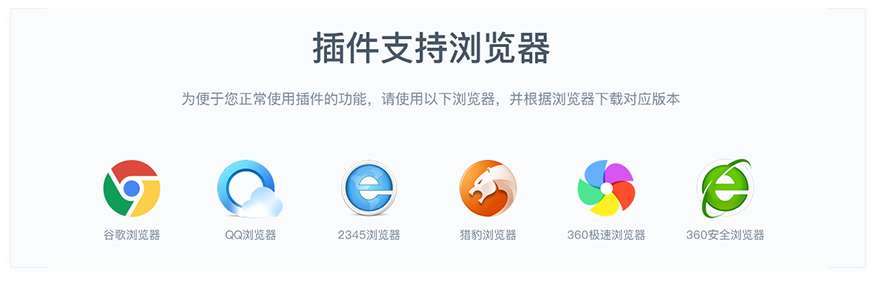 插件支持浏览器
为便于您正常使用插件的功能，请使用以下浏览器，并根据浏览器下载对应版本
谷歌浏览器
QQ浏览器
2345浏览器
猎豹浏览器
360极速浏览器
360安全浏览器